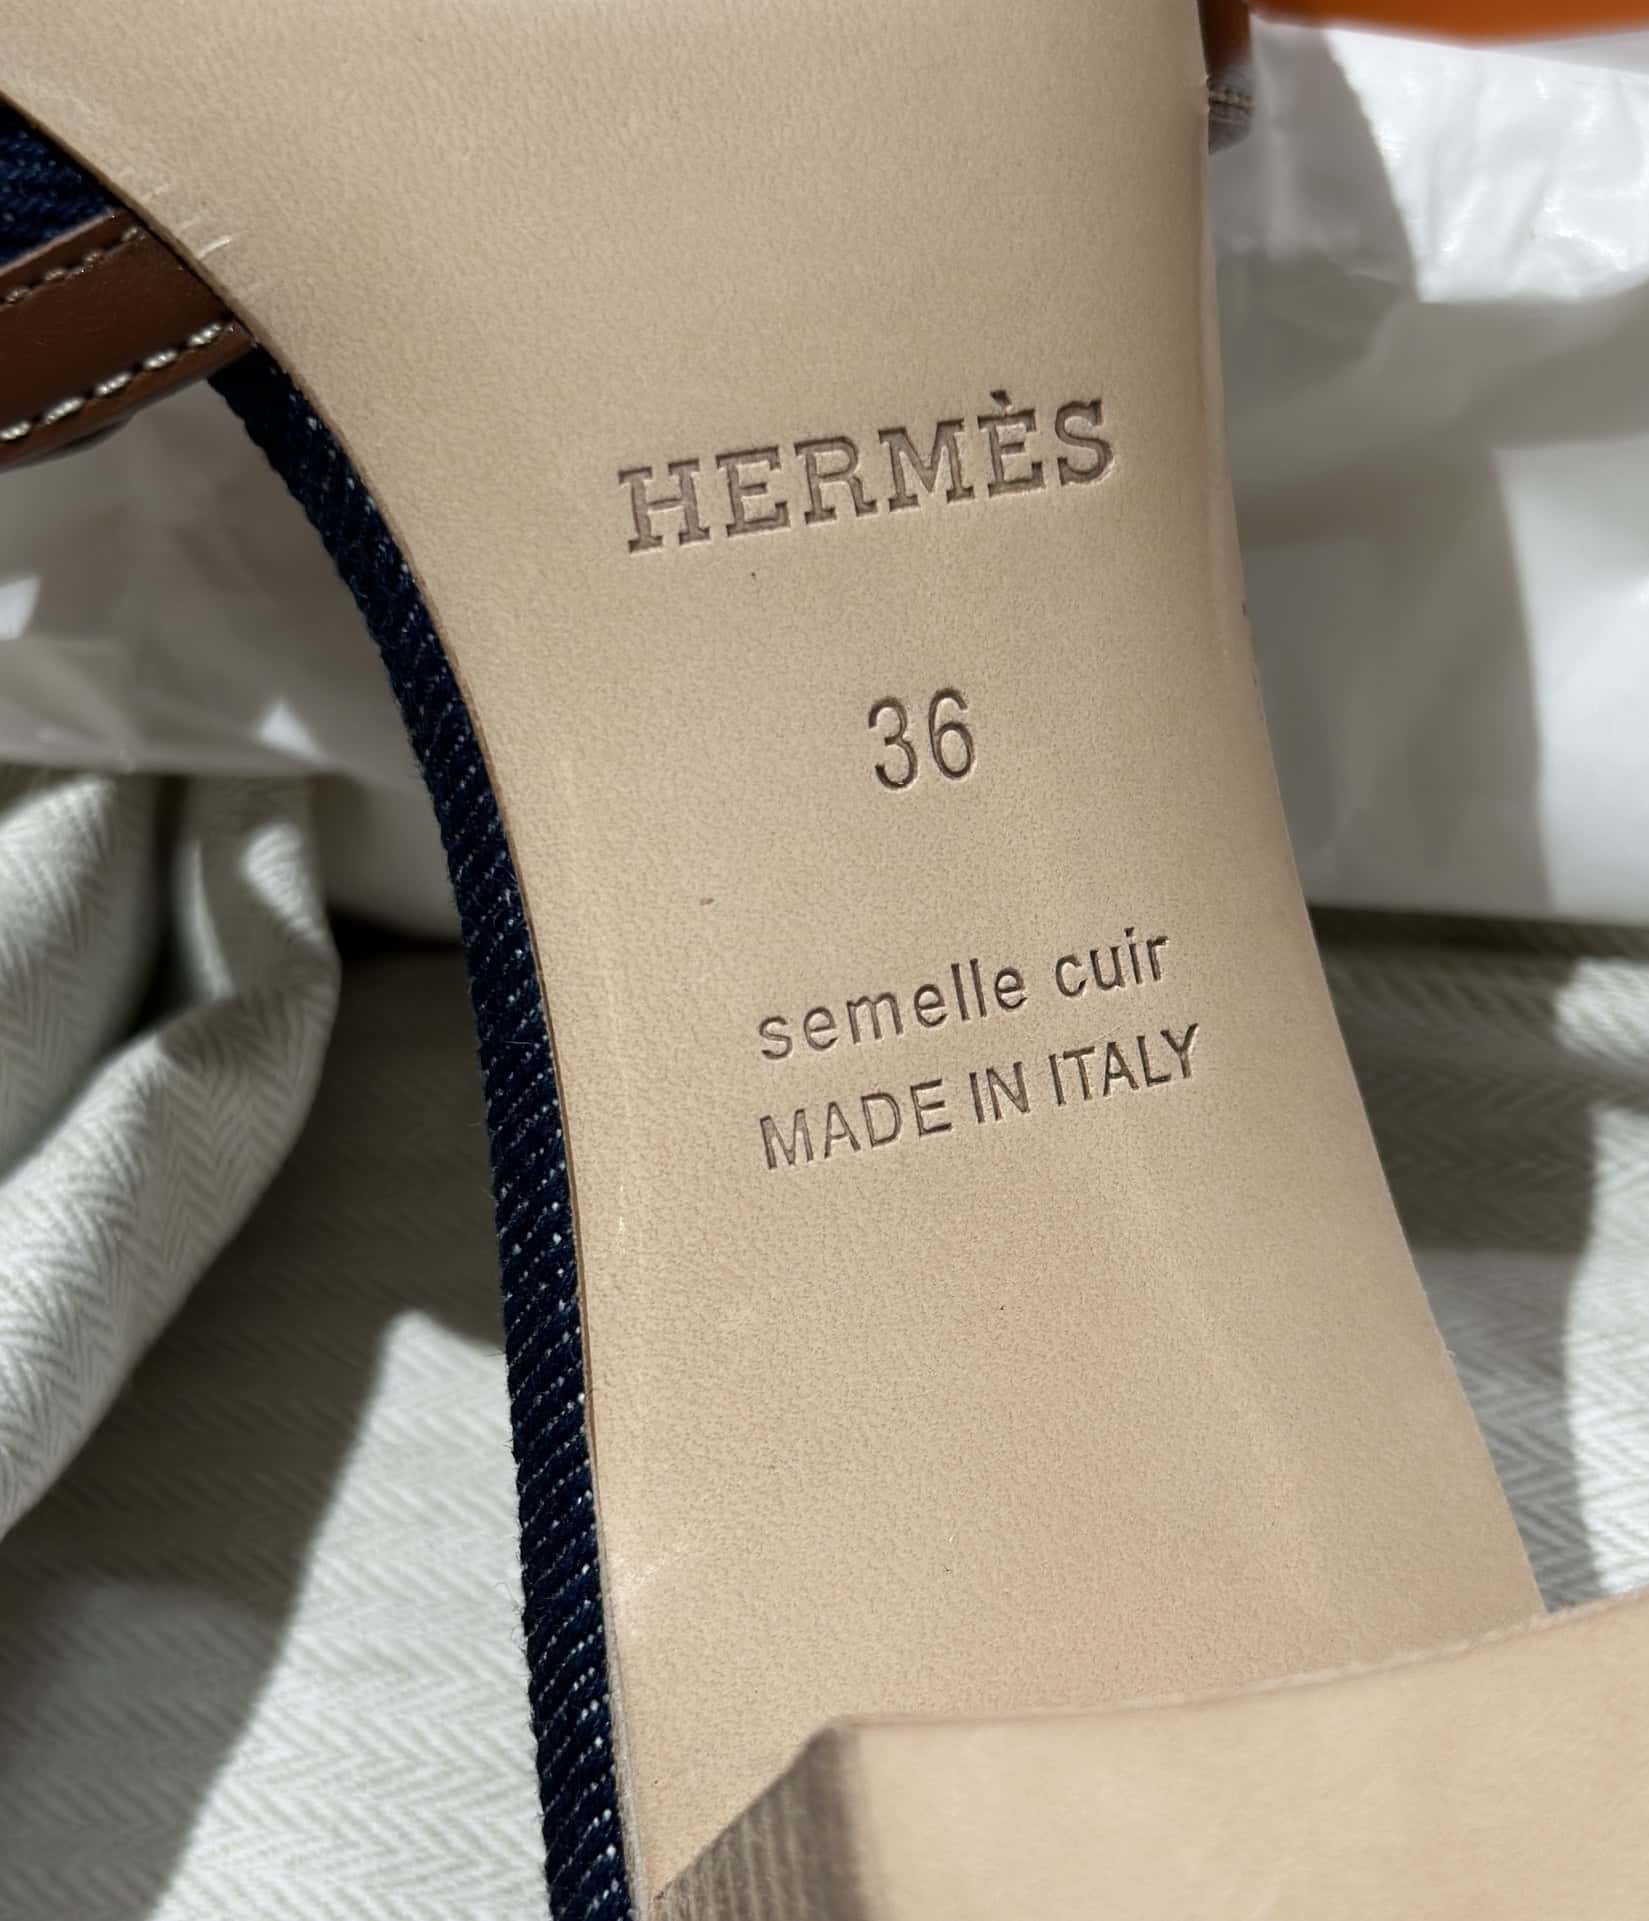 HERMÈS
36
semelle cuir
MADE IN ITALY